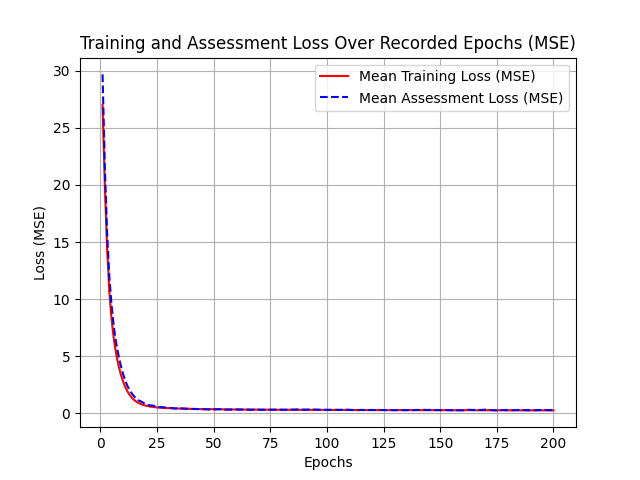 Training and Assessment Loss Over Recorded Epochs (MSE)
Mean Training Loss (MSE)
Mean Assessment Loss (MSE)
Loss (MSE)
30
25
20
15
10
5
0
0 25 50 75 100 125 150 175 200
Epochs